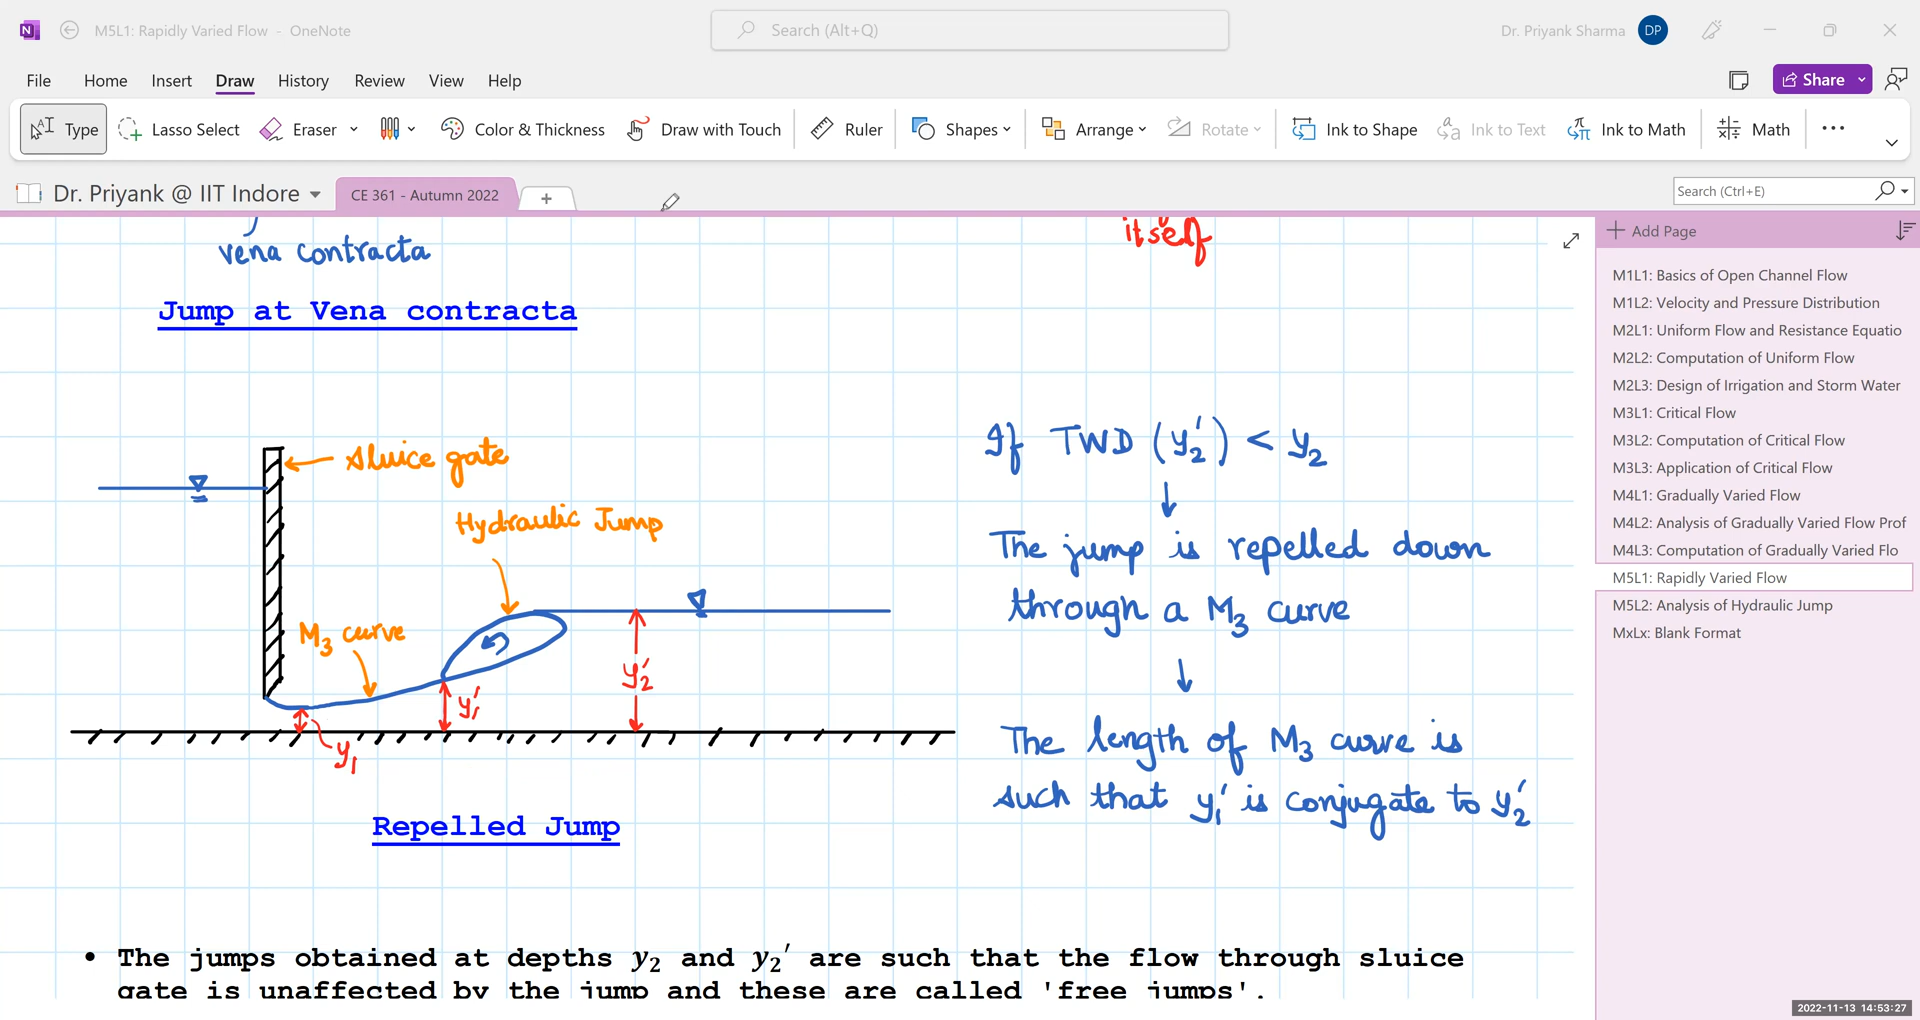 M5L1: Rapidly Varied Flow - OneNote
Search (Alt+Q)
Dr. Priyank Sharma
DP
File Home Insert Draw History Review View Help
Share
Type Lasso Select Eraser Color & Thickness Draw with Touch Ruler Shapes Arrange Rotate Ink to Shape Ink to Text Ink to Math Math
Dr. Priyank @ IIT Indore
CE 361 - Autumn 2022
Search (Ctrl+E)
vena contracta
itself
Jump at Vena contracta
Sluice gate
Hydraulic Jump
M₃ curve
y₁
y₁'
y₂'
Repelled Jump
If TWD (y₂') < y₂
↓
The jump is repelled down
through a M₃ curve
↓
The length of M₃ curve is
such that y₁' is conjugate to y₂'
• The jumps obtained at depths y₂ and y₂' are such that the flow through sluice
gate is unaffected by the jump and these are called 'free jumps'.
Add Page
M1L1: Basics of Open Channel Flow
M1L2: Velocity and Pressure Distribution
M2L1: Uniform Flow and Resistance Equatio
M2L2: Computation of Uniform Flow
M2L3: Design of Irrigation and Storm Water
M3L1: Critical Flow
M3L2: Computation of Critical Flow
M3L3: Application of Critical Flow
M4L1: Gradually Varied Flow
M4L2: Analysis of Gradually Varied Flow Prof
M4L3: Computation of Gradually Varied Flo
M5L1: Rapidly Varied Flow
M5L2: Analysis of Hydraulic Jump
MxLx: Blank Format
2022-11-13 14:53:27